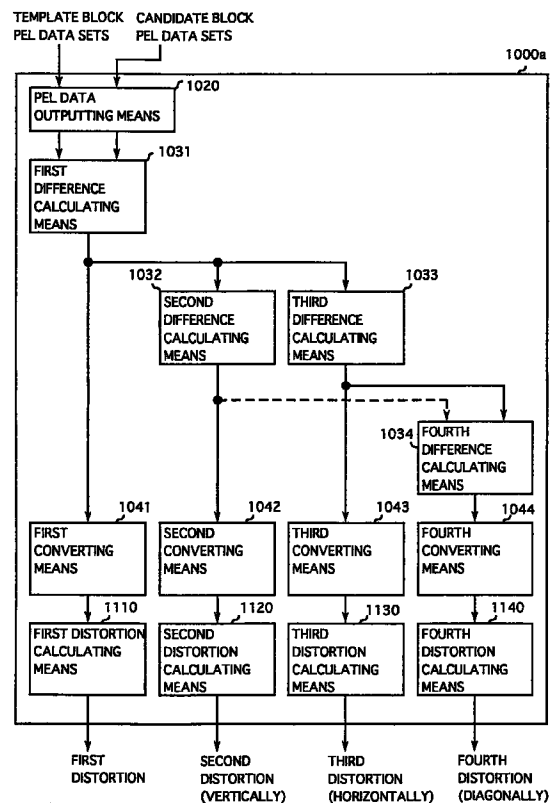 TEMPLATE BLOCK
PEL DATA SETS
CANDIDATE BLOCK
PEL DATA SETS
1000a
1020
PEL DATA
OUTPUTTING MEANS
1031
FIRST
DIFFERENCE
CALCULATING
MEANS
1032
SECOND
DIFFERENCE
CALCULATING
MEANS
1033
THIRD
DIFFERENCE
CALCULATING
MEANS
1034
FOURTH
DIFFERENCE
CALCULATING
MEANS
1041
FIRST
CONVERTING
MEANS
1042
SECOND
CONVERTING
MEANS
1043
THIRD
CONVERTING
MEANS
1044
FOURTH
CONVERTING
MEANS
1110
FIRST DISTORTION
CALCULATING
MEANS
1120
SECOND
DISTORTION
CALCULATING
MEANS
1130
THIRD
DISTORTION
CALCULATING
MEANS
1140
FOURTH
DISTORTION
CALCULATING
MEANS
FIRST
DISTORTION
SECOND
DISTORTION
(VERTICALLY)
THIRD
DISTORTION
(HORIZONTALLY)
FOURTH
DISTORTION
(DIAGONALLY)